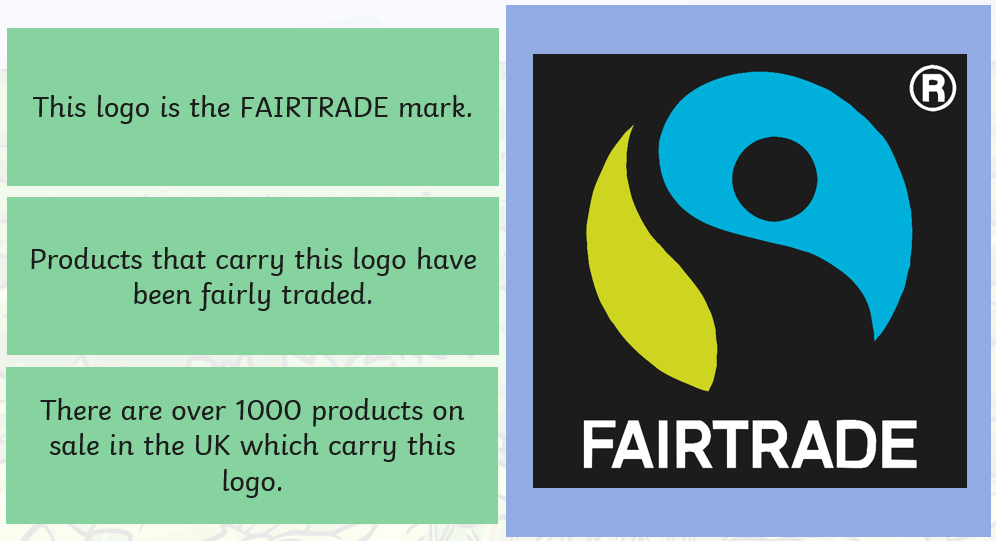 This logo is the FAIRTRADE mark.
Products that carry this logo have
been fairly traded.
There are over 1000 products on
sale in the UK which carry this
logo.
®
FAIRTRADE